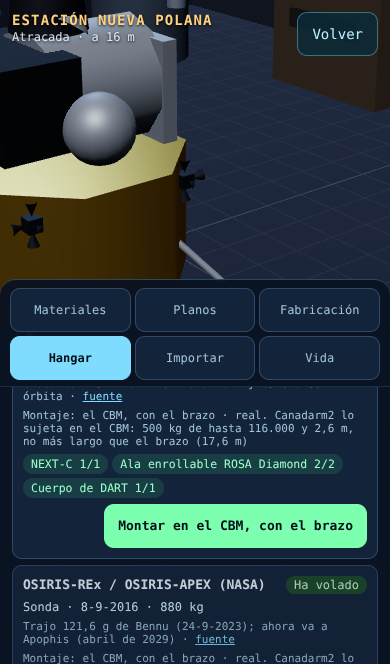 ESTACIÓN NUEVA POLANA
Atracada · a 16 m
Volver
Materiales
Planos
Fabricación
Hangar
Importar
Vida
órbita · fuente
Montaje: el CBM, con el brazo · real. Canadarm2 lo
sujeta en el CBM: 500 kg de hasta 116.000 y 2,6 m,
no más largo que el brazo (17,6 m)
NEXT-C 1/1
Ala enrollable ROSA Diamond 2/2
Cuerpo de DART 1/1
Montar en el CBM, con el brazo
OSIRIS-REx / OSIRIS-APEX (NASA)
Ha volado
Sonda · 8-9-2016 · 880 kg
Trajo 121,6 g de Bennu (24-9-2023); ahora va a
Apophis (abril de 2029) · fuente
Montaje: el CBM, con el brazo · real. Canadarm2 lo